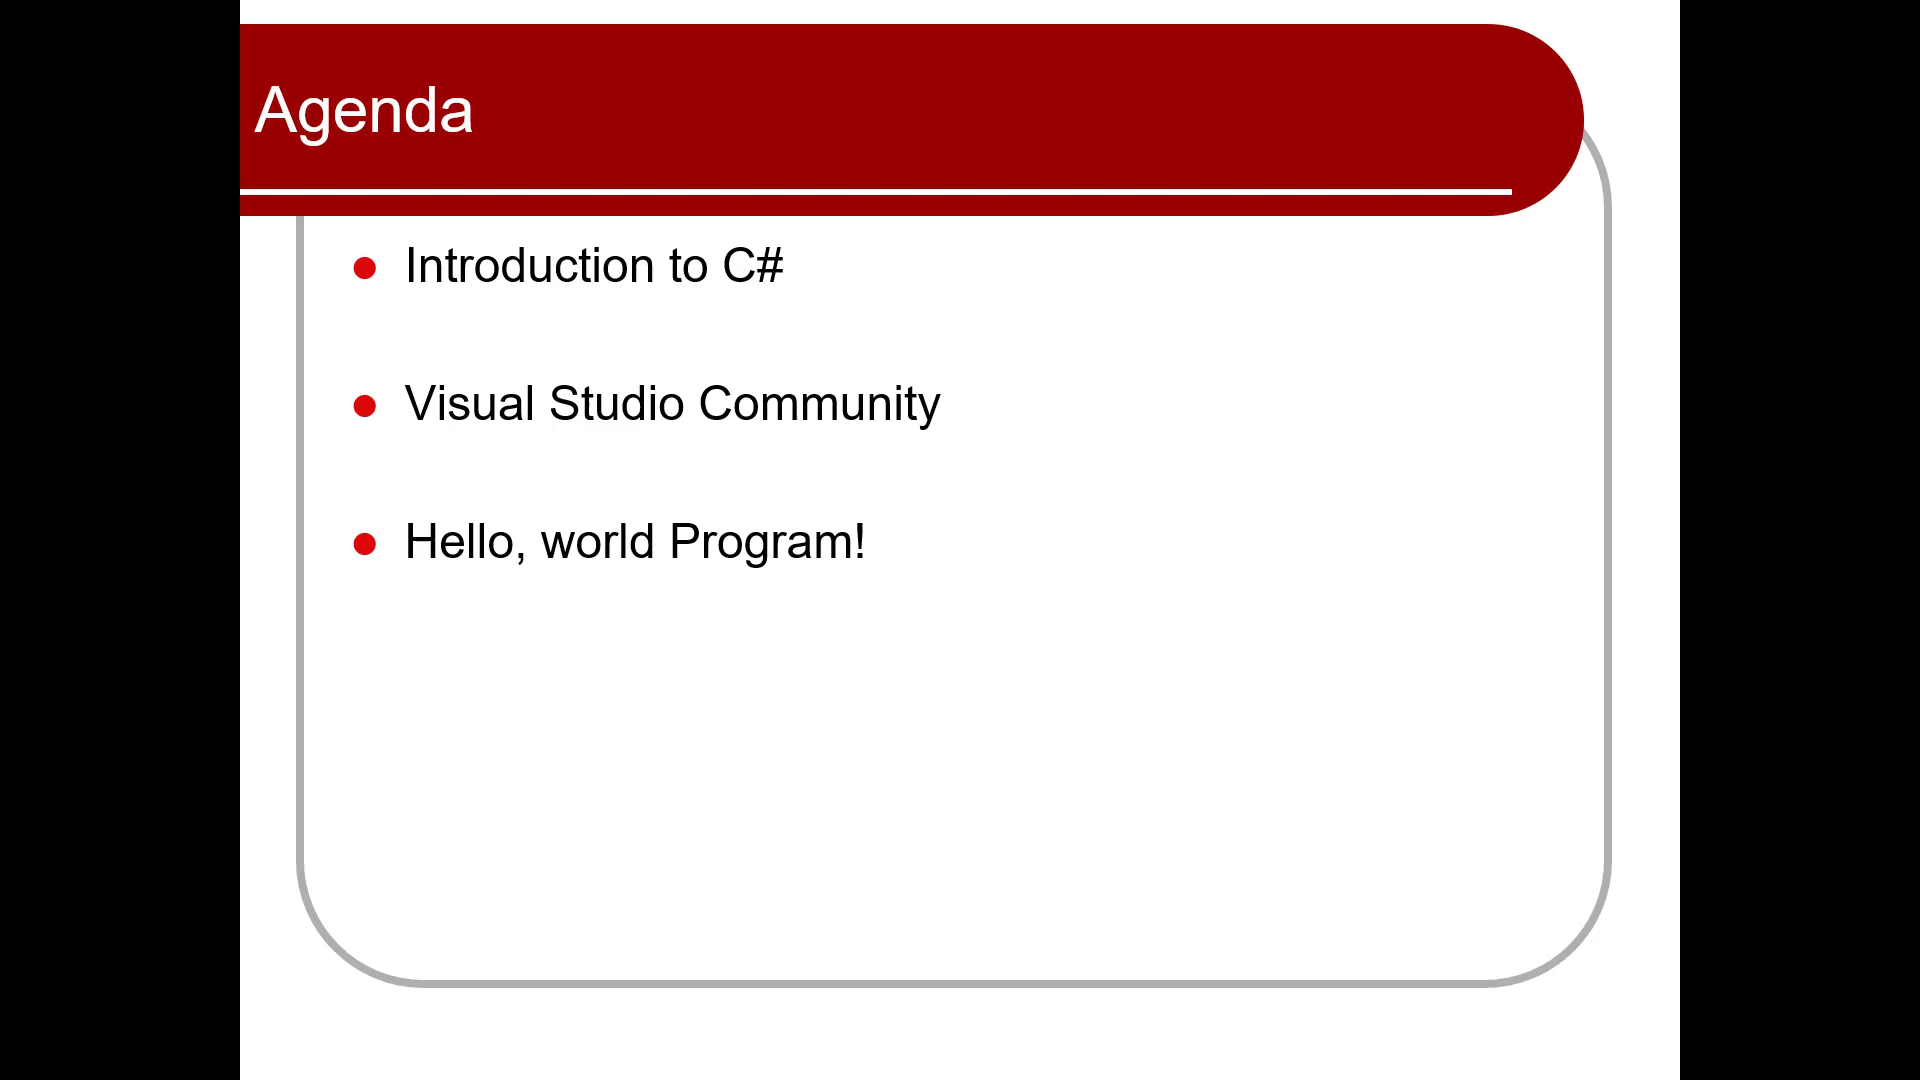 Agenda
Introduction to C#
Visual Studio Community
Hello, world Program!